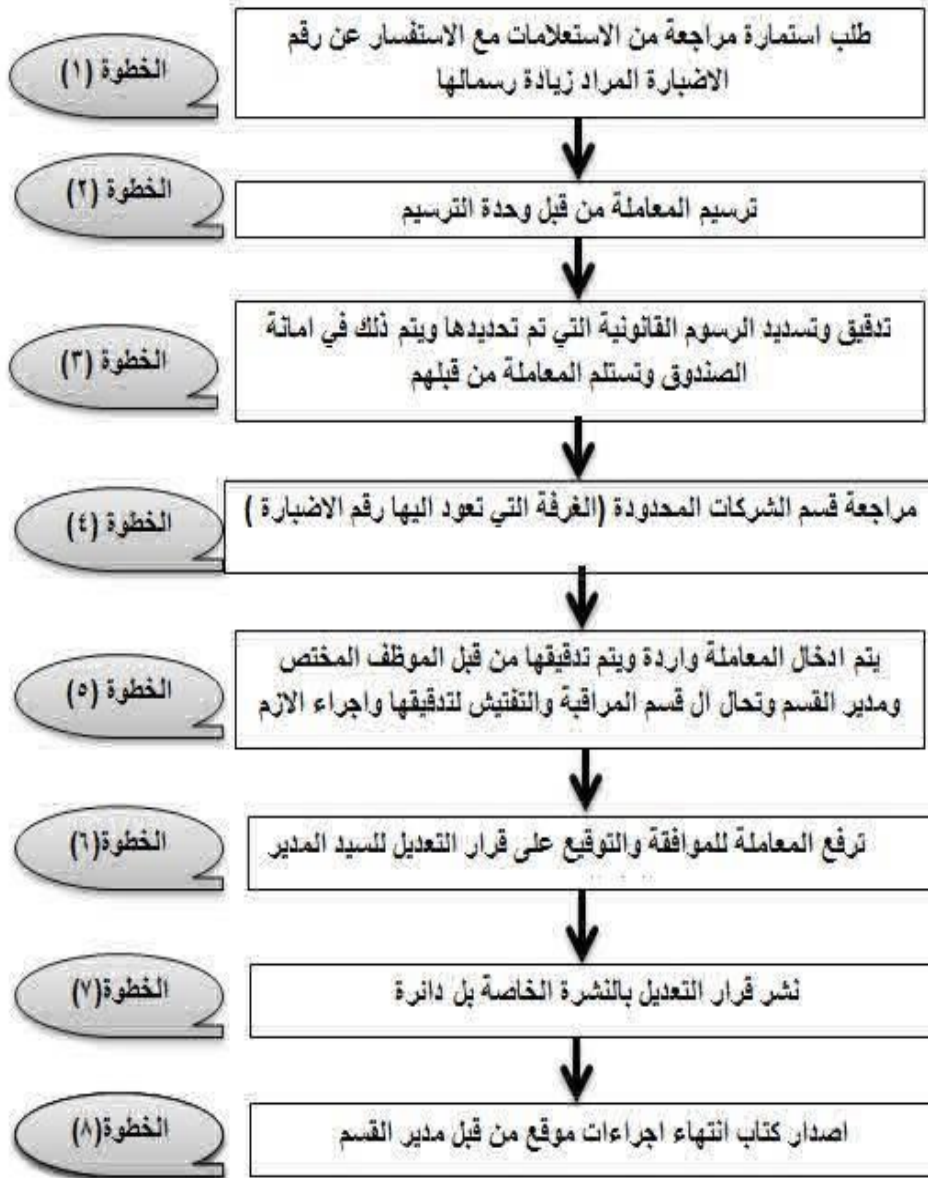 الخطوة (١)
طلب استمارة مراجعة من الاستعلامات مع الاستفسار عن رقم
الاضبارة المراد زيادة رسمالها
الخطوة (٢)
ترسيم المعاملة من قبل وحدة الترسيم
الخطوة (٣)
تدقيق وتسديد الرسوم القانونية التي تم تحديدها ويتم ذلك في امانة
الصندوق وتستلم المعاملة من قبلهم
الخطوة (٤)
مراجعة قسم الشركات المحدودة (الغرفة التي تعود اليها رقم الاضبارة )
الخطوة (٥)
يتم ادخال المعاملة واردة ويتم تدقيقها من قبل الموظف المختص
ومدير القسم وتحال ال قسم المراقبة والتفتيش لتدقيقها واجراء الازم
الخطوة(٦)
ترفع المعاملة للموافقة والتوقيع على قرار التعديل للسيد المدير
الخطوة(٧)
نشر قرار التعديل بالنشرة الخاصة بل دائرة
الخطوة(٨)
اصدار كتاب انتهاء اجراءات موقع من قبل مدير القسم